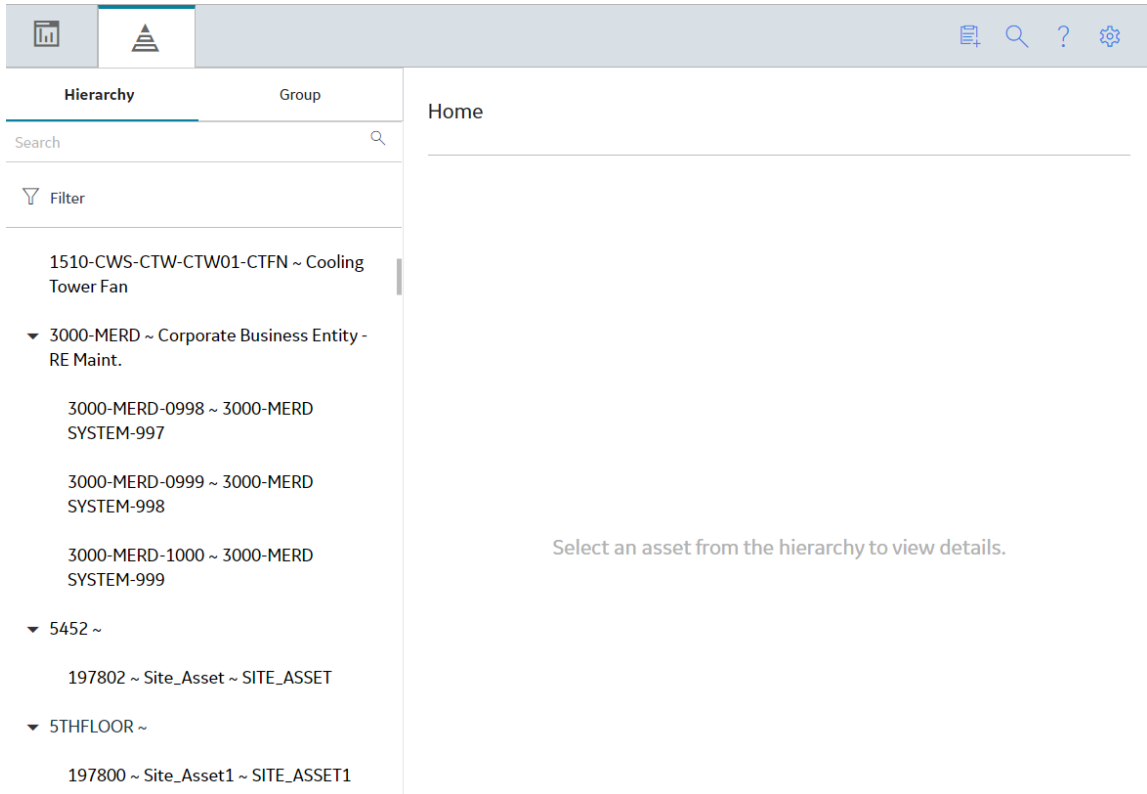 Hierarchy
Group
Home
Search
Filter
1510-CWS-CTW-CTW01-CTFN ~ Cooling
Tower Fan
3000-MERD ~ Corporate Business Entity -
RE Maint.
3000-MERD-0998 ~ 3000-MERD
SYSTEM-997
3000-MERD-0999 ~ 3000-MERD
SYSTEM-998
3000-MERD-1000 ~ 3000-MERD
SYSTEM-999
Select an asset from the hierarchy to view details.
5452 ~
197802 ~ Site_Asset ~ SITE_ASSET
5THFLOOR ~
197800 ~ Site_Asset1 ~ SITE_ASSET1